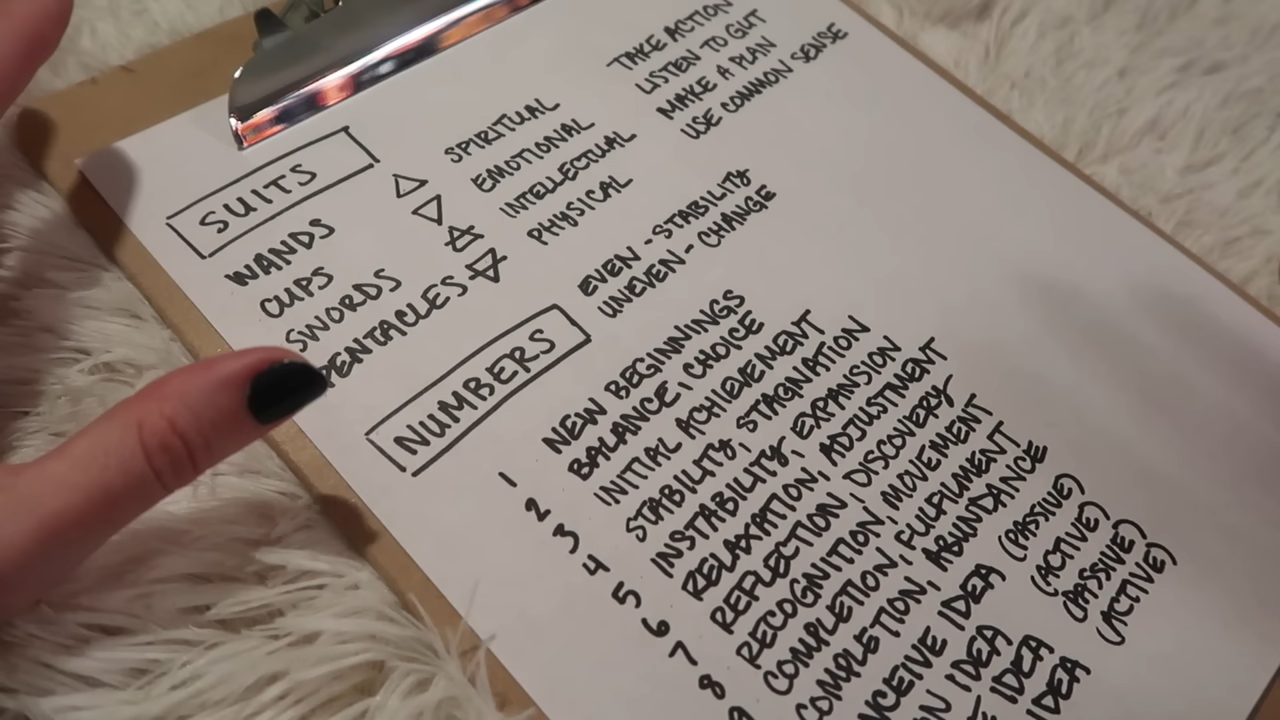 SUITS
WANDS △ SPIRITUAL TAKE ACTION
CUPS ▽ EMOTIONAL LISTEN TO GUT
SWORDS 🜁 INTELLECTUAL MAKE A PLAN
PENTACLES 🜃 PHYSICAL USE COMMON SENSE
NUMBERS
EVEN - STABILITY
UNEVEN - CHANGE
1 NEW BEGINNINGS
2 BALANCE, CHOICE
3 INITIAL ACHIEVEMENT
4 STABILITY, STAGNATION
5 INSTABILITY, EXPANSION
6 RELAXATION, ADJUSTMENT
7 REFLECTION, DISCOVERY
8 RECOGNITION, MOVEMENT
9 COMPLETION, FULFILMENT
COMPLETION, ABUNDANCE
IDEA (PASSIVE)
IDEA (ACTIVE)
IDEA (PASSIVE)
IDEA (ACTIVE)